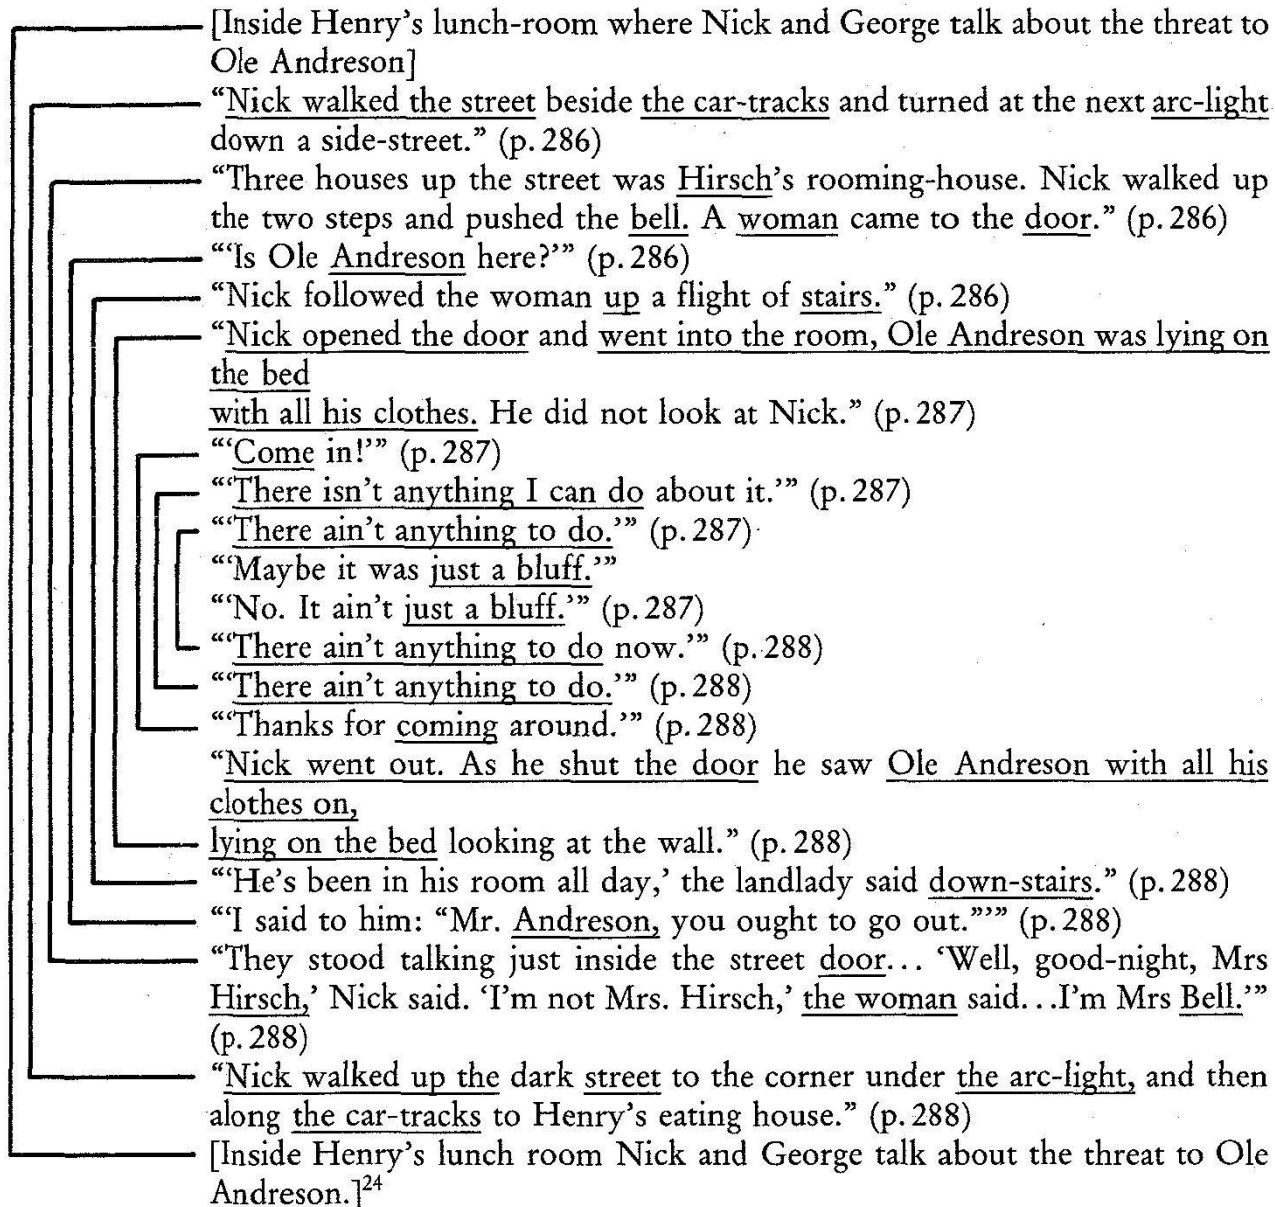 [Inside Henry's lunch-room where Nick and George talk about the threat to
Ole Andreson]
“Nick walked the street beside the car-tracks and turned at the next arc-light
down a side-street.” (p. 286)
“Three houses up the street was Hirsch's rooming-house. Nick walked up
the two steps and pushed the bell. A woman came to the door.” (p. 286)
“‘Is Ole Andreson here?’” (p. 286)
“Nick followed the woman up a flight of stairs.” (p. 286)
“Nick opened the door and went into the room, Ole Andreson was lying on
the bed
with all his clothes. He did not look at Nick.” (p. 287)
“‘Come in!’” (p. 287)
“‘There isn't anything I can do about it.’” (p. 287)
“‘There ain't anything to do.’” (p. 287)
“‘Maybe it was just a bluff.’”
“‘No. It ain't just a bluff.’” (p. 287)
“‘There ain't anything to do now.’” (p. 288)
“‘There ain't anything to do.’” (p. 288)
“‘Thanks for coming around.’” (p. 288)
“Nick went out. As he shut the door he saw Ole Andreson with all his
clothes on,
lying on the bed looking at the wall.” (p. 288)
“‘He's been in his room all day,’ the landlady said down-stairs.” (p. 288)
“‘I said to him: “Mr. Andreson, you ought to go out.”’” (p. 288)
“They stood talking just inside the street door... ‘Well, good-night, Mrs
Hirsch,’ Nick said. ‘I'm not Mrs. Hirsch,’ the woman said...I'm Mrs Bell.’”
(p. 288)
“Nick walked up the dark street to the corner under the arc-light, and then
along the car-tracks to Henry's eating house.” (p. 288)
[Inside Henry's lunch room Nick and George talk about the threat to Ole
Andreson.]24